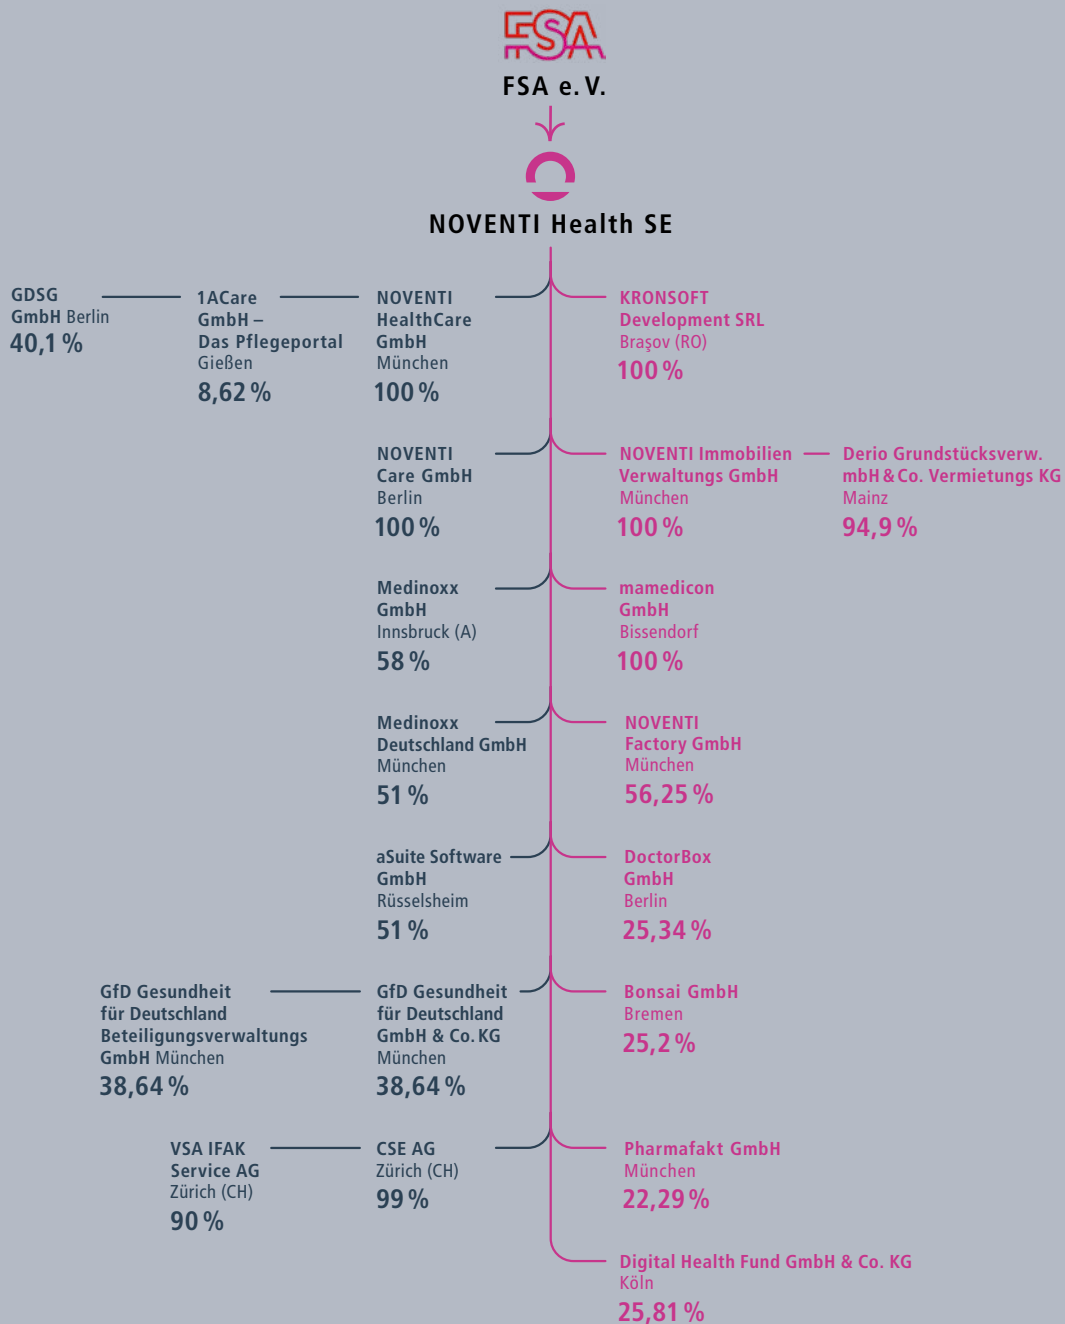 FSA
FSA e. V.
NOVENTI Health SE
GDSG
GmbH Berlin
40,1 %
1ACare
GmbH –
Das Pflegeportal
Gießen
8,62 %
NOVENTI
HealthCare
GmbH
München
100 %
KRONSOFT
Development SRL
Braşov (RO)
100 %
NOVENTI
Care GmbH
Berlin
100 %
NOVENTI Immobilien
Verwaltungs GmbH
München
100 %
Derio Grundstücksverw.
mbH & Co. Vermietungs KG
Mainz
94,9 %
Medinoxx
GmbH
Innsbruck (A)
58 %
mamedicon
GmbH
Bissendorf
100 %
Medinoxx
Deutschland GmbH
München
51 %
NOVENTI
Factory GmbH
München
56,25 %
aSuite Software
GmbH
Rüsselsheim
51 %
DoctorBox
GmbH
Berlin
25,34 %
GfD Gesundheit
für Deutschland
Beteiligungsverwaltungs
GmbH München
38,64 %
GfD Gesundheit
für Deutschland
GmbH & Co. KG
München
38,64 %
Bonsai GmbH
Bremen
25,2 %
VSA IFAK
Service AG
Zürich (CH)
90 %
CSE AG
Zürich (CH)
99 %
Pharmafakt GmbH
München
22,29 %
Digital Health Fund GmbH & Co. KG
Köln
25,81 %